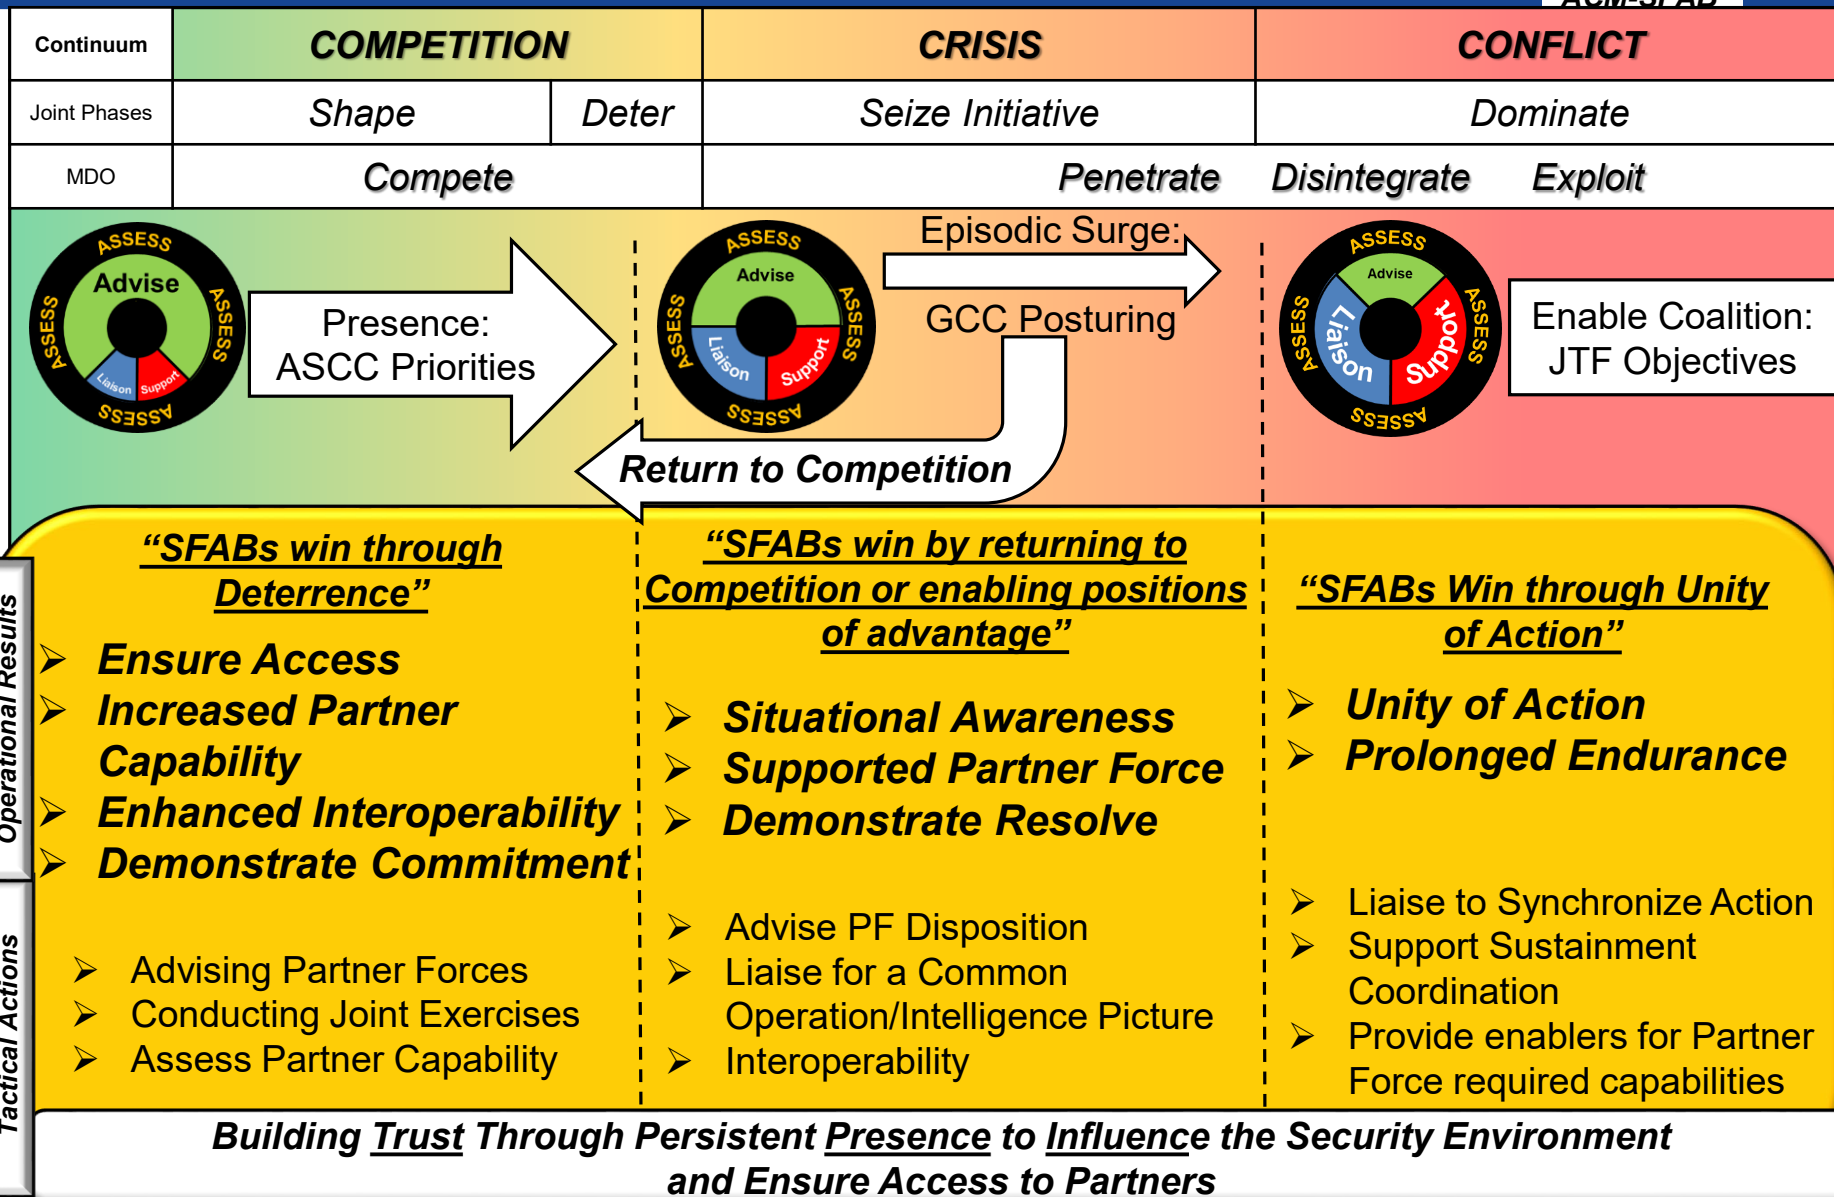 ACM-SFAB
Continuum
COMPETITION
CRISIS
CONFLICT
Joint Phases
Shape
Deter
Seize Initiative
Dominate
MDO
Compete
Penetrate
Disintegrate
Exploit
ASSESS
ASSESS
ASSESS
ASSESS
Advise
Liaison
Support
Presence:
ASCC Priorities
ASSESS
ASSESS
ASSESS
ASSESS
Advise
Liaison
Support
Episodic Surge:
GCC Posturing
Return to Competition
ASSESS
ASSESS
ASSESS
ASSESS
Advise
Liaison
Support
Enable Coalition:
JTF Objectives
Operational Results
Tactical Actions
“SFABs win through
Deterrence”
➢ Ensure Access
➢ Increased Partner
Capability
➢ Enhanced Interoperability
➢ Demonstrate Commitment
➢ Advising Partner Forces
➢ Conducting Joint Exercises
➢ Assess Partner Capability
“SFABs win by returning to
Competition or enabling positions
of advantage”
➢ Situational Awareness
➢ Supported Partner Force
➢ Demonstrate Resolve
➢ Advise PF Disposition
➢ Liaise for a Common
Operation/Intelligence Picture
➢ Interoperability
“SFABs Win through Unity
of Action”
➢ Unity of Action
➢ Prolonged Endurance
➢ Liaise to Synchronize Action
➢ Support Sustainment
Coordination
➢ Provide enablers for Partner
Force required capabilities
Building Trust Through Persistent Presence to Influence the Security Environment
and Ensure Access to Partners